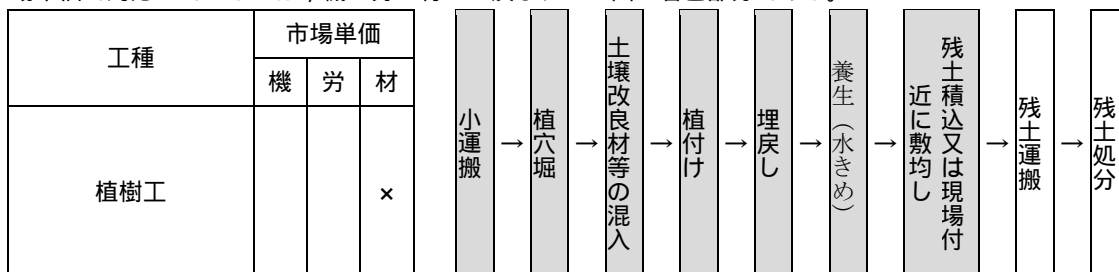 工種
市場単価
機 労 材
植樹工
×
小運搬
→
植穴堀
→
土壌改良材等の混入
→
植付け
→
埋戻し
→
養生（水きめ）
→
残土積込又は現場付
近に敷均し
→
残土運搬
→
残土処分